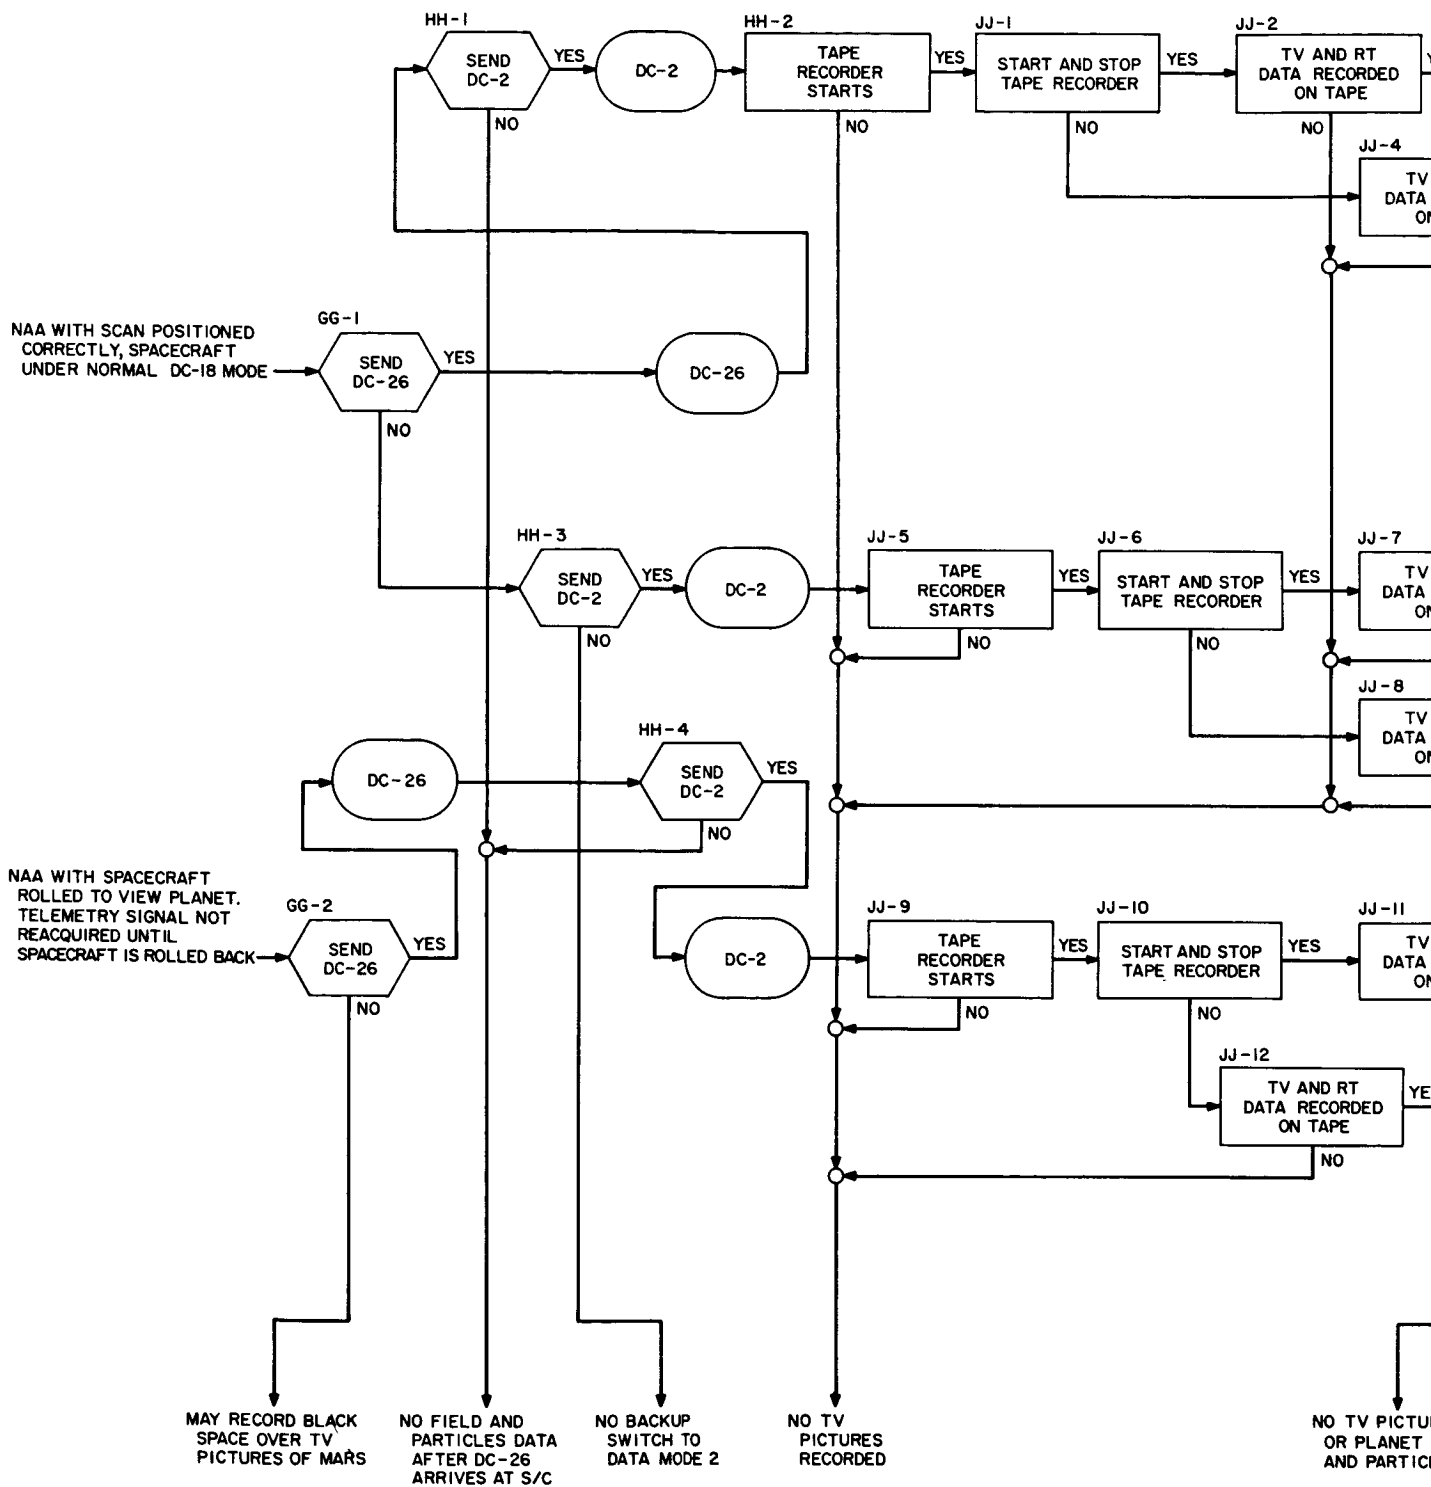 HH-1
SEND
DC-2
YES
NO
DC-2
HH-2
TAPE
RECORDER
STARTS
YES
NO
JJ-1
START AND STOP
TAPE RECORDER
YES
NO
JJ-2
TV AND RT
DATA RECORDED
ON TAPE
NO
JJ-4
TV
DATA
NAA WITH SCAN POSITIONED
CORRECTLY, SPACECRAFT
UNDER NORMAL DC-18 MODE
GG-1
SEND
DC-26
YES
NO
DC-26
HH-3
SEND
DC-2
YES
NO
DC-2
JJ-5
TAPE
RECORDER
STARTS
YES
NO
JJ-6
START AND STOP
TAPE RECORDER
YES
NO
JJ-7
TV
DATA
JJ-8
TV
DATA
DC-26
HH-4
SEND
DC-2
YES
NO
NAA WITH SPACECRAFT
ROLLED TO VIEW PLANET.
TELEMETRY SIGNAL NOT
REACQUIRED UNTIL
SPACECRAFT IS ROLLED BACK
GG-2
SEND
DC-26
YES
NO
DC-2
JJ-9
TAPE
RECORDER
STARTS
YES
NO
JJ-10
START AND STOP
TAPE RECORDER
YES
NO
JJ-11
TV
DATA
JJ-12
TV AND RT
DATA RECORDED
ON TAPE
NO
MAY RECORD BLACK
SPACE OVER TV
PICTURES OF MARS
NO FIELD AND
PARTICLES DATA
AFTER DC-26
ARRIVES AT S/C
NO BACKUP
SWITCH TO
DATA MODE 2
NO TV
PICTURES
RECORDED
NO TV
OR PLANET
AND